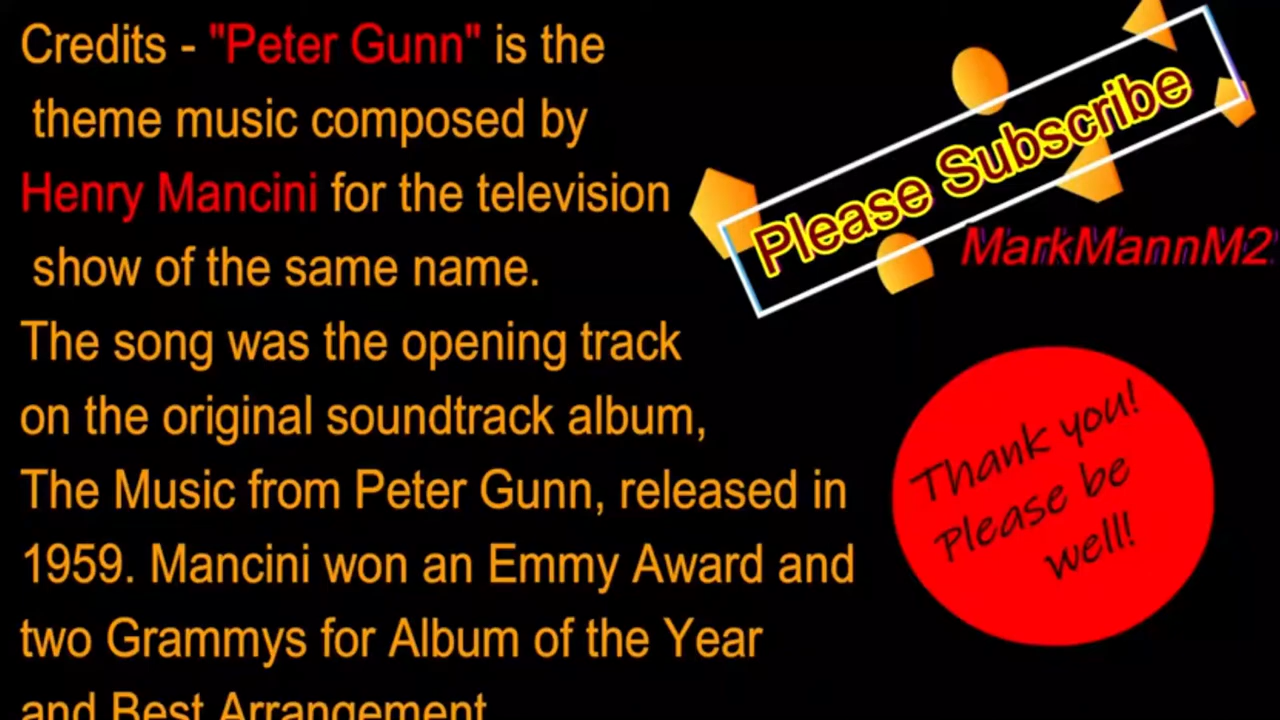 Credits - "Peter Gunn" is the
theme music composed by
Henry Mancini for the television
show of the same name.
The song was the opening track
on the original soundtrack album,
The Music from Peter Gunn, released in
1959. Mancini won an Emmy Award and
two Grammys for Album of the Year
and Best Arrangement
Please Subscribe
MarkMannM2
Thank you!
Please be
well!